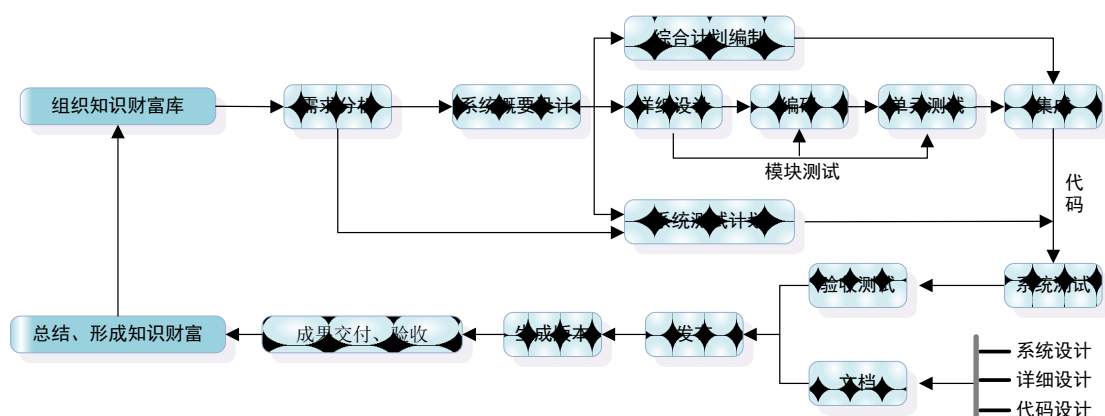 综合计划编制
组织知识财富库
需求分析
系统概要设计
详细设计
编码
单元测试
集成
模块测试
代
码
系统测试计划
验收测试
系统测试
总结、形成知识财富
成果交付、验收
生成版本
发布
文档
系统设计
详细设计
代码设计